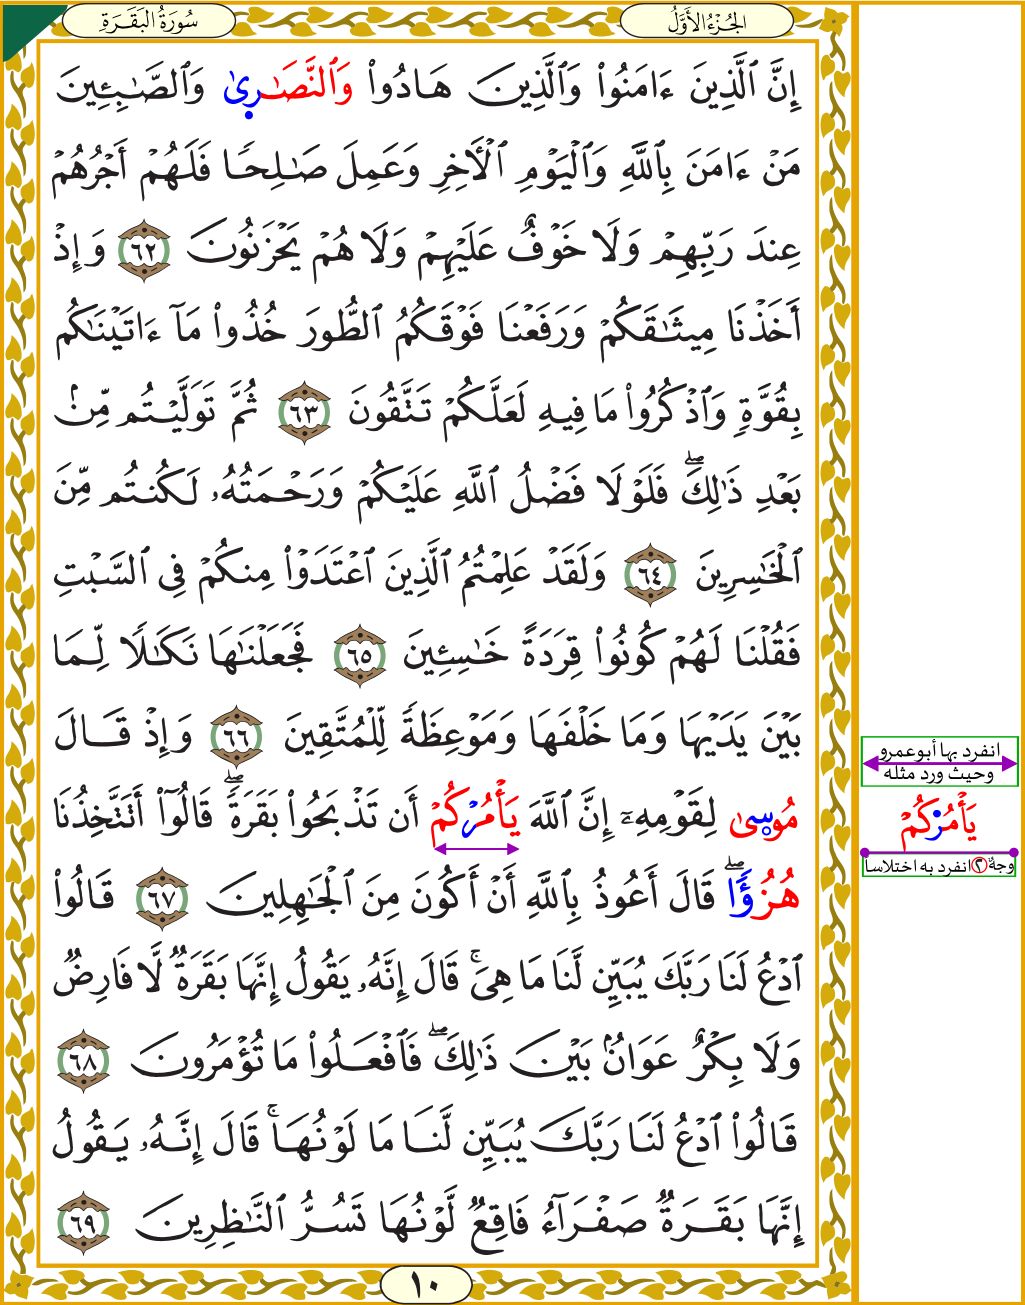 سُورَةُ البَقَرَةِ
الجُزْءُ الأَوَّلُ
إِنَّ ٱلَّذِينَ ءَامَنُوا۟ وَٱلَّذِينَ هَادُوا۟ وَٱلنَّصَـٰرِىٰ وَٱلصَّـٰبِـِٔينَ
مَنْ ءَامَنَ بِٱللَّهِ وَٱلْيَوْمِ ٱلْأَخِرِ وَعَمِلَ صَـٰلِحًا فَلَهُمْ أَجْرُهُمْ
عِندَ رَبِّهِمْ وَلَا خَوْفٌ عَلَيْهِمْ وَلَا هُمْ يَحْزَنُونَ ٦٢ وَإِذْ
أَخَذْنَا مِيثَـٰقَكُمْ وَرَفَعْنَا فَوْقَكُمُ ٱلطُّورَ خُذُوا۟ مَآ ءَاتَيْنَـٰكُم
بِقُوَّةٍ وَٱذْكُرُوا۟ مَا فِيهِ لَعَلَّكُمْ تَتَّقُونَ ٦٣ ثُمَّ تَوَلَّيْتُم مِّنۢ
بَعْدِ ذَٰلِكَ ۖ فَلَوْلَا فَضْلُ ٱللَّهِ عَلَيْكُمْ وَرَحْمَتُهُۥ لَكُنتُم مِّنَ
ٱلْخَـٰسِرِينَ ٦٤ وَلَقَدْ عَلِمْتُمُ ٱلَّذِينَ ٱعْتَدَوْا۟ مِنكُمْ فِى ٱلسَّبْتِ
فَقُلْنَا لَهُمْ كُونُوا۟ قِرَدَةً خَـٰسِـِٔينَ ٦٥ فَجَعَلْنَـٰهَا نَكَـٰلًا لِّمَا
بَيْنَ يَدَيْهَا وَمَا خَلْفَهَا وَمَوْعِظَةً لِّلْمُتَّقِينَ ٦٦ وَإِذْ قَالَ
مُوسِىٰ لِقَوْمِهِۦٓ إِنَّ ٱللَّهَ يَأْمُرْكُمْ أَن تَذْبَحُوا۟ بَقَرَةً ۖ قَالُوٓا۟ أَتَتَّخِذُنَا
هُزُؤًا ۖ قَالَ أَعُوذُ بِٱللَّهِ أَنْ أَكُونَ مِنَ ٱلْجَـٰهِلِينَ ٦٧ قَالُوا۟
ٱدْعُ لَنَا رَبَّكَ يُبَيِّن لَّنَا مَا هِىَ ۚ قَالَ إِنَّهُۥ يَقُولُ إِنَّهَا بَقَرَةٌ لَّا فَارِضٌ
وَلَا بِكْرٌ عَوَانٌۢ بَيْنَ ذَٰلِكَ ۖ فَٱفْعَلُوا۟ مَا تُؤْمَرُونَ ٦٨
قَالُوا۟ ٱدْعُ لَنَا رَبَّكَ يُبَيِّن لَّنَا مَا لَوْنُهَا ۚ قَالَ إِنَّهُۥ يَقُولُ
إِنَّهَا بَقَرَةٌ صَفْرَآءُ فَاقِعٌ لَّوْنُهَا تَسُرُّ ٱلنَّـٰظِرِينَ ٦٩
١٠
انفرد بها أبو عمرو
وحيث ورد مثله
يَأْمُرْكُمْ
وجهٌ ٢ انفرد به اختلاسا